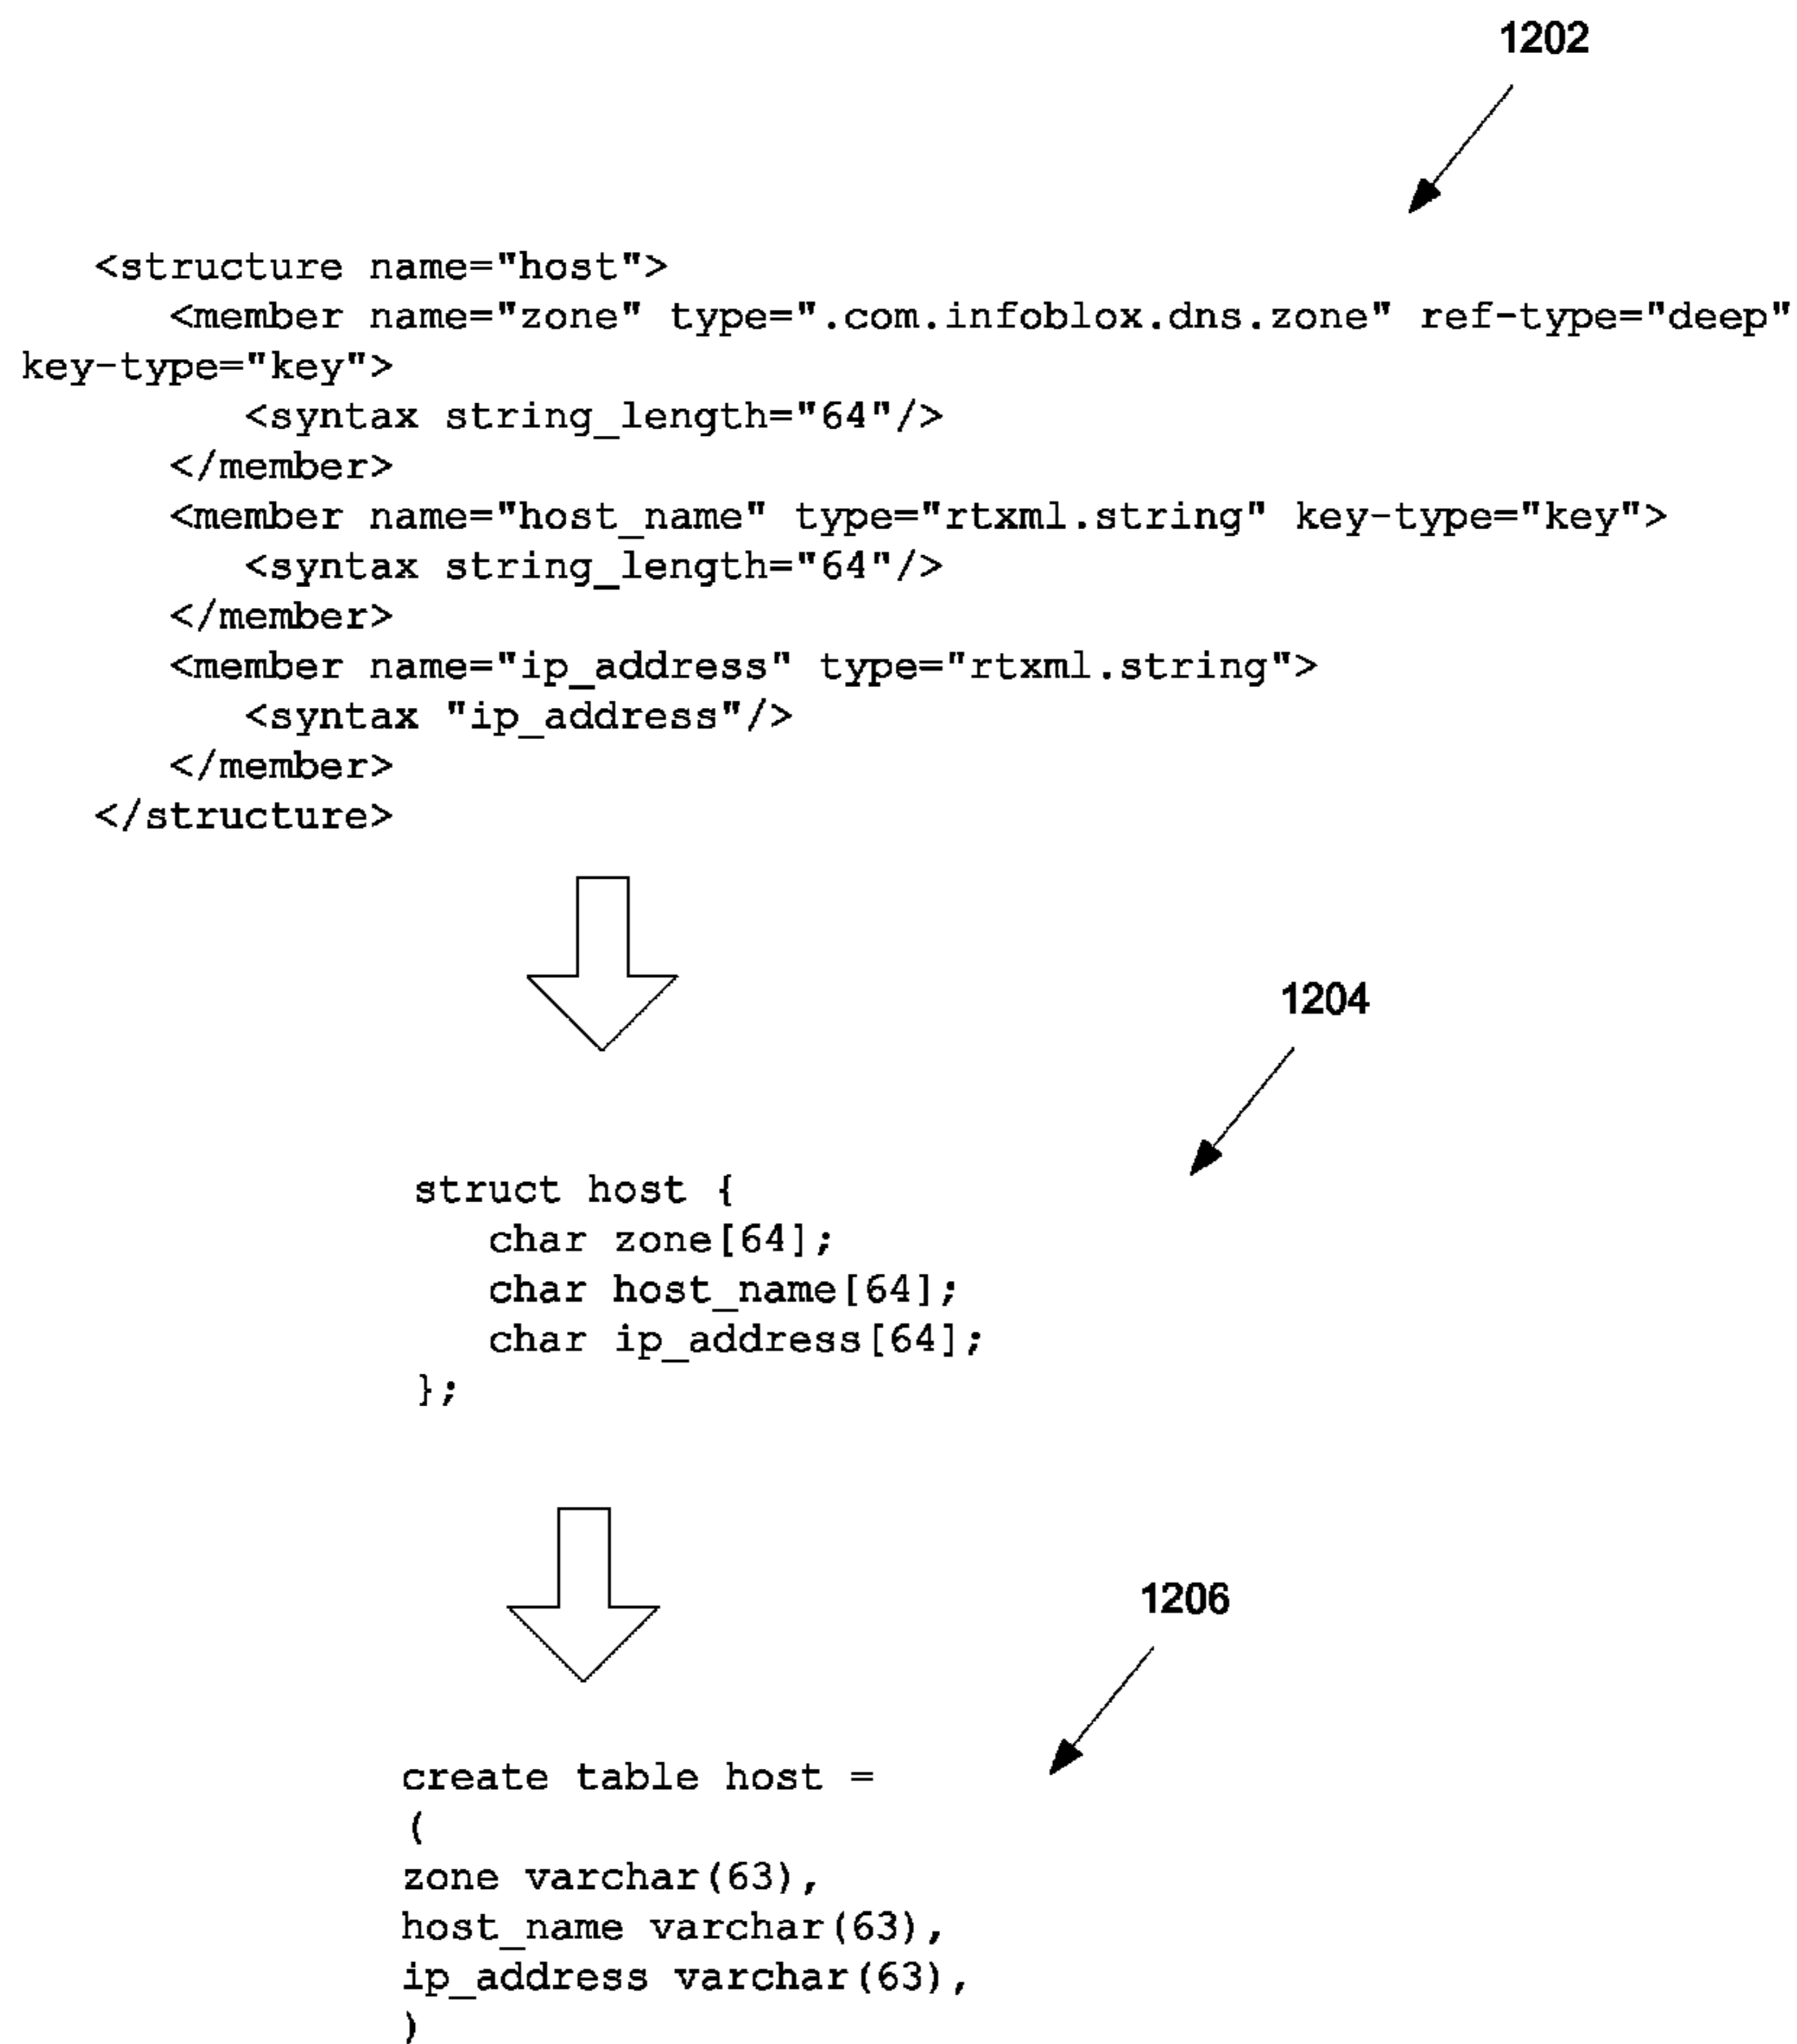 1202
<structure name="host">
<member name="zone" type=".com.infoblox.dns.zone" ref-type="deep"
key-type="key">
<syntax string_length="64"/>
</member>
<member name="host_name" type="rtxml.string" key-type="key">
<syntax string_length="64"/>
</member>
<member name="ip_address" type="rtxml.string">
<syntax "ip_address"/>
</member>
</structure>
1204
struct host {
char zone[64];
char host_name[64];
char ip_address[64];
};
1206
create table host =
(
zone varchar(63),
host_name varchar(63),
ip_address varchar(63),
)